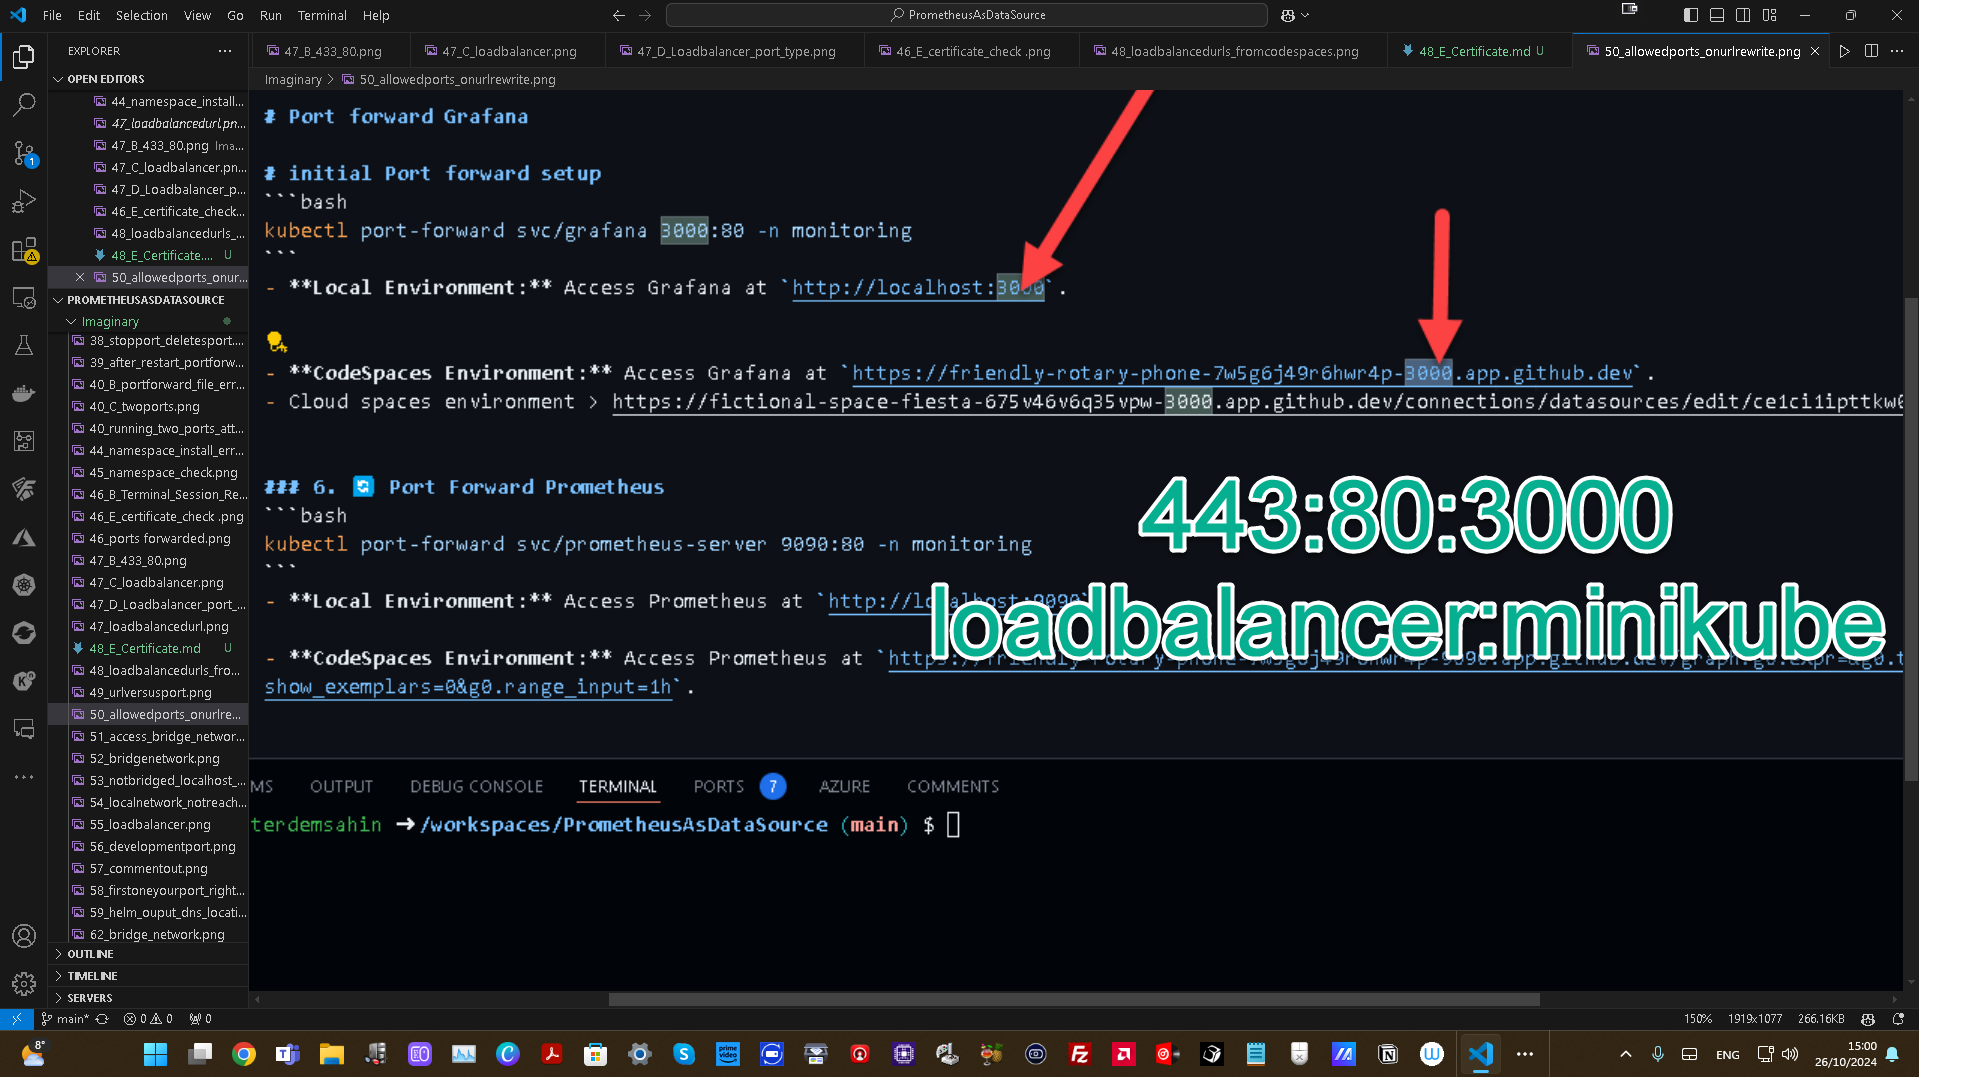 File Edit Selection View Go Run Terminal Help
PrometheusAsDataSource
EXPLORER
47_B_433_80.png
47_C_loadbalancer.png
47_D_Loadbalancer_port_type.png
46_E_certificate_check .png
48_loadbalancedurls_fromcodespaces.png
48_E_Certificate.md U
50_allowedports_onurlrewrite.png
Imaginary > 50_allowedports_onurlrewrite.png
OPEN EDITORS
44_namespace_install...
47_loadbalancedurl.pn...
47_B_433_80.png Ima...
47_C_loadbalancer.pn...
47_D_Loadbalancer_p...
46_E_certificate_check...
48_loadbalancedurls_...
48_E_Certificate.... U
50_allowedports_onur...
PROMETHEUSASDATASOURCE
Imaginary
38_stopport_deletesport....
39_after_restart_portforw...
40_B_portforward_file_err...
40_C_twoports.png
40_running_two_ports_att...
44_namespace_install_err...
45_namespace_check.png
46_B_Terminal_Session_Re...
46_E_certificate_check .png
46_ports forwarded.png
47_B_433_80.png
47_C_loadbalancer.png
47_D_Loadbalancer_port_...
47_loadbalancedurl.png
48_E_Certificate.md U
48_loadbalancedurls_fro...
49_urlversusport.png
50_allowedports_onurlre...
51_access_bridge_networ...
52_bridgenetwork.png
53_notbridged_localhost_...
54_localnetwork_notreach...
55_loadbalancer.png
56_developmentport.png
57_commentout.png
58_firstoneyourport_right...
59_helm_ouput_dns_locati...
62_bridge_network.png
OUTLINE
TIMELINE
SERVERS
# Port forward Grafana
# initial Port forward setup
```bash
kubectl port-forward svc/grafana 3000:80 -n monitoring
```
- **Local Environment:** Access Grafana at `http://localhost:3000`.
- **CodeSpaces Environment:** Access Grafana at `https://friendly-rotary-phone-7w5g6j49r6hwr4p-3000.app.github.dev`.
- Cloud spaces environment > https://fictional-space-fiesta-675v46v6q35vpw-3000.app.github.dev/connections/datasources/edit/ce1ci1ipttkw0
### 6. 🔄 Port Forward Prometheus
```bash
kubectl port-forward svc/prometheus-server 9090:80 -n monitoring
```
- **Local Environment:** Access Prometheus at `http://localhost:9090`
- **CodeSpaces Environment:** Access Prometheus at `https://friendly-rotary-phone-7w5g6j49r6hwr4p-9090.app.github.dev/graph?g0.expr=&g0.t
show_exemplars=0&g0.range_input=1h`.
443:80:3000
loadbalancer:minikube
MS OUTPUT DEBUG CONSOLE TERMINAL PORTS 7 AZURE COMMENTS
terdemsahin ➜ /workspaces/PrometheusAsDataSource (main) $
main* 0 0 0
150% 1919x1077 266.16KB
8°
ENG
15:00
26/10/2024